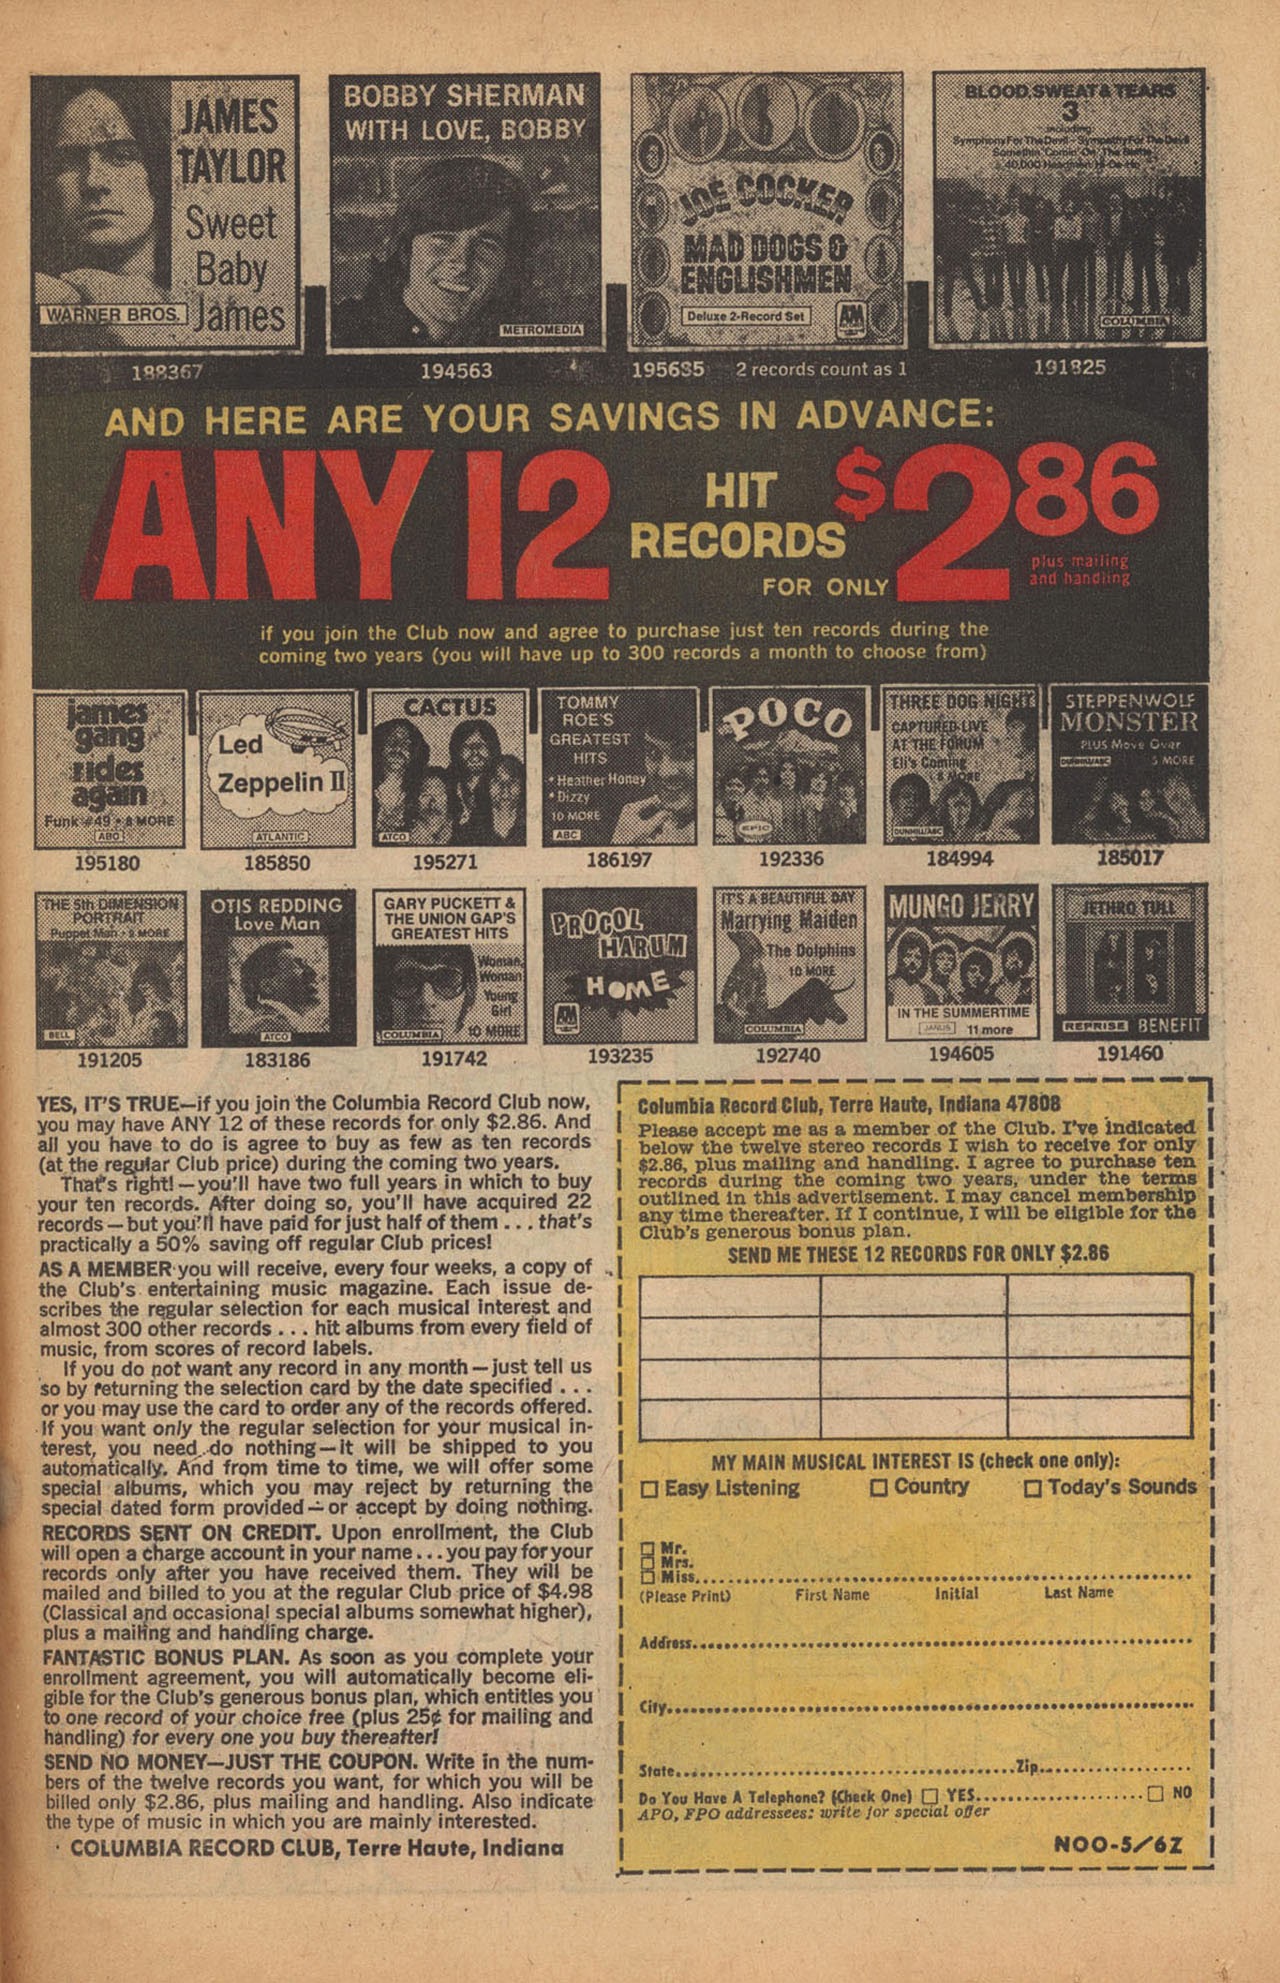 JAMES
TAYLOR
Sweet
Baby
James
WARNER BROS.
188367
BOBBY SHERMAN
WITH LOVE, BOBBY
METROMEDIA
194563
JOE COCKER
MAD DOGS &
ENGLISHMEN
Deluxe 2-Record Set
A&M
195685 2 records count as 1
BLOOD, SWEAT & TEARS
3
including:
Symphony For The Devil - Sympathy For The Devil
Somethin' Comin' On The Battle
40,000 Headmen Hi-De-Ho
COLUMBIA
191825
AND HERE ARE YOUR SAVINGS IN ADVANCE:
ANY 12
HIT
RECORDS
FOR ONLY
$2.86
plus mailing
and handling
if you join the Club now and agree to purchase just ten records during the
coming two years (you will have up to 300 records a month to choose from)
james
gang
rides
again
Funk #49 • 8 MORE
ABC
195180
Led
Zeppelin II
ATLANTIC
185850
CACTUS
ATCO
195271
TOMMY
ROE'S
GREATEST
HITS
• Heather Honey
• Dizzy
10 MORE
ABC
186197
POCO
EPIC
192336
THREE DOG NIGHT
CAPTURED LIVE
AT THE FORUM
Eli's Coming
8 MORE
DUNHILL/ABC
184994
STEPPENWOLF
MONSTER
PLUS Move Over
DUNHILL/ABC 5 MORE
185017
THE 5th DIMENSION
PORTRAIT
Puppet Man • 8 MORE
BELL
191205
OTIS REDDING
Love Man
ATCO
183186
GARY PUCKETT &
THE UNION GAP'S
GREATEST HITS
Woman,
Woman
Young
Girl
10 MORE
COLUMBIA
191742
PROCOL
HARUM
HOME
A&M
193235
IT'S A BEAUTIFUL DAY
Marrying Maiden
The Dolphins
10 MORE
COLUMBIA
192740
MUNGO JERRY
IN THE SUMMERTIME
JANUS 11 more
194605
JETHRO TULL
REPRISE BENEFIT
191460
YES, IT'S TRUE—if you join the Columbia Record Club now,
you may have ANY 12 of these records for only $2.86. And
all you have to do is agree to buy as few as ten records
(at the regular Club price) during the coming two years.
That's right!—you'll have two full years in which to buy
your ten records. After doing so, you'll have acquired 22
records—but you'll have paid for just half of them . . . that's
practically a 50% saving off regular Club prices!
AS A MEMBER you will receive, every four weeks, a copy of
the Club's entertaining music magazine. Each issue de-
scribes the regular selection for each musical interest and
almost 300 other records . . . hit albums from every field of
music, from scores of record labels.
If you do not want any record in any month—just tell us
so by returning the selection card by the date specified . . .
or you may use the card to order any of the records offered.
If you want only the regular selection for your musical in-
terest, you need do nothing—it will be shipped to you
automatically. And from time to time, we will offer some
special albums, which you may reject by returning the
special dated form provided—or accept by doing nothing.
RECORDS SENT ON CREDIT. Upon enrollment, the Club
will open a charge account in your name . . . you pay for your
records only after you have received them. They will be
mailed and billed to you at the regular Club price of $4.98
(Classical and occasional special albums somewhat higher),
plus a mailing and handling charge.
FANTASTIC BONUS PLAN. As soon as you complete your
enrollment agreement, you will automatically become eli-
gible for the Club's generous bonus plan, which entitles you
to one record of your choice free (plus 25¢ for mailing and
handling) for every one you buy thereafter!
SEND NO MONEY—JUST THE COUPON. Write in the num-
bers of the twelve records you want, for which you will be
billed only $2.86, plus mailing and handling. Also indicate
the type of music in which you are mainly interested.
COLUMBIA RECORD CLUB, Terre Haute, Indiana
Columbia Record Club, Terre Haute, Indiana 47808
Please accept me as a member of the Club. I've indicated
below the twelve stereo records I wish to receive for only
$2.86, plus mailing and handling. I agree to purchase ten
records during the coming two years, under the terms
outlined in this advertisement. I may cancel membership
any time thereafter. If I continue, I will be eligible for the
Club's generous bonus plan.
SEND ME THESE 12 RECORDS FOR ONLY $2.86
MY MAIN MUSICAL INTEREST IS (check one only):
☐ Easy Listening ☐ Country ☐ Today's Sounds
☐ Mr.
☐ Mrs.
☐ Miss
(Please Print) First Name Initial Last Name
Address
City
State Zip
Do You Have A Telephone? (Check One) ☐ YES ☐ NO
APO, FPO addressees: write for special offer
NOO-5/6Z